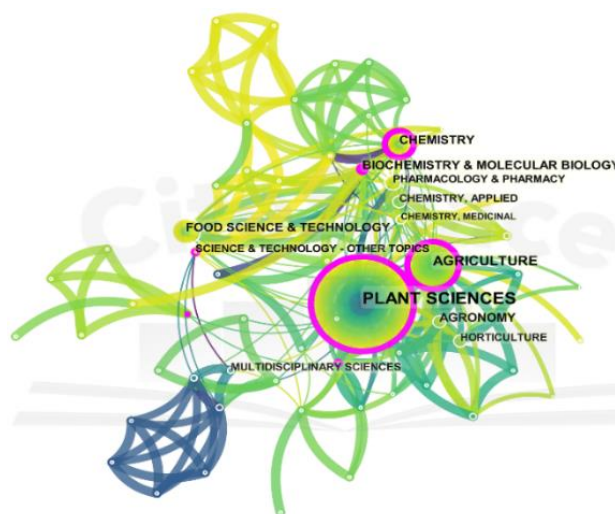 CHEMISTRY
BIOCHEMISTRY & MOLECULAR BIOLOGY
PHARMACOLOGY & PHARMACY
CHEMISTRY, APPLIED
CHEMISTRY, MEDICINAL
FOOD SCIENCE & TECHNOLOGY
SCIENCE & TECHNOLOGY - OTHER TOPICS
AGRICULTURE
PLANT SCIENCES
AGRONOMY
HORTICULTURE
MULTIDISCIPLINARY SCIENCES